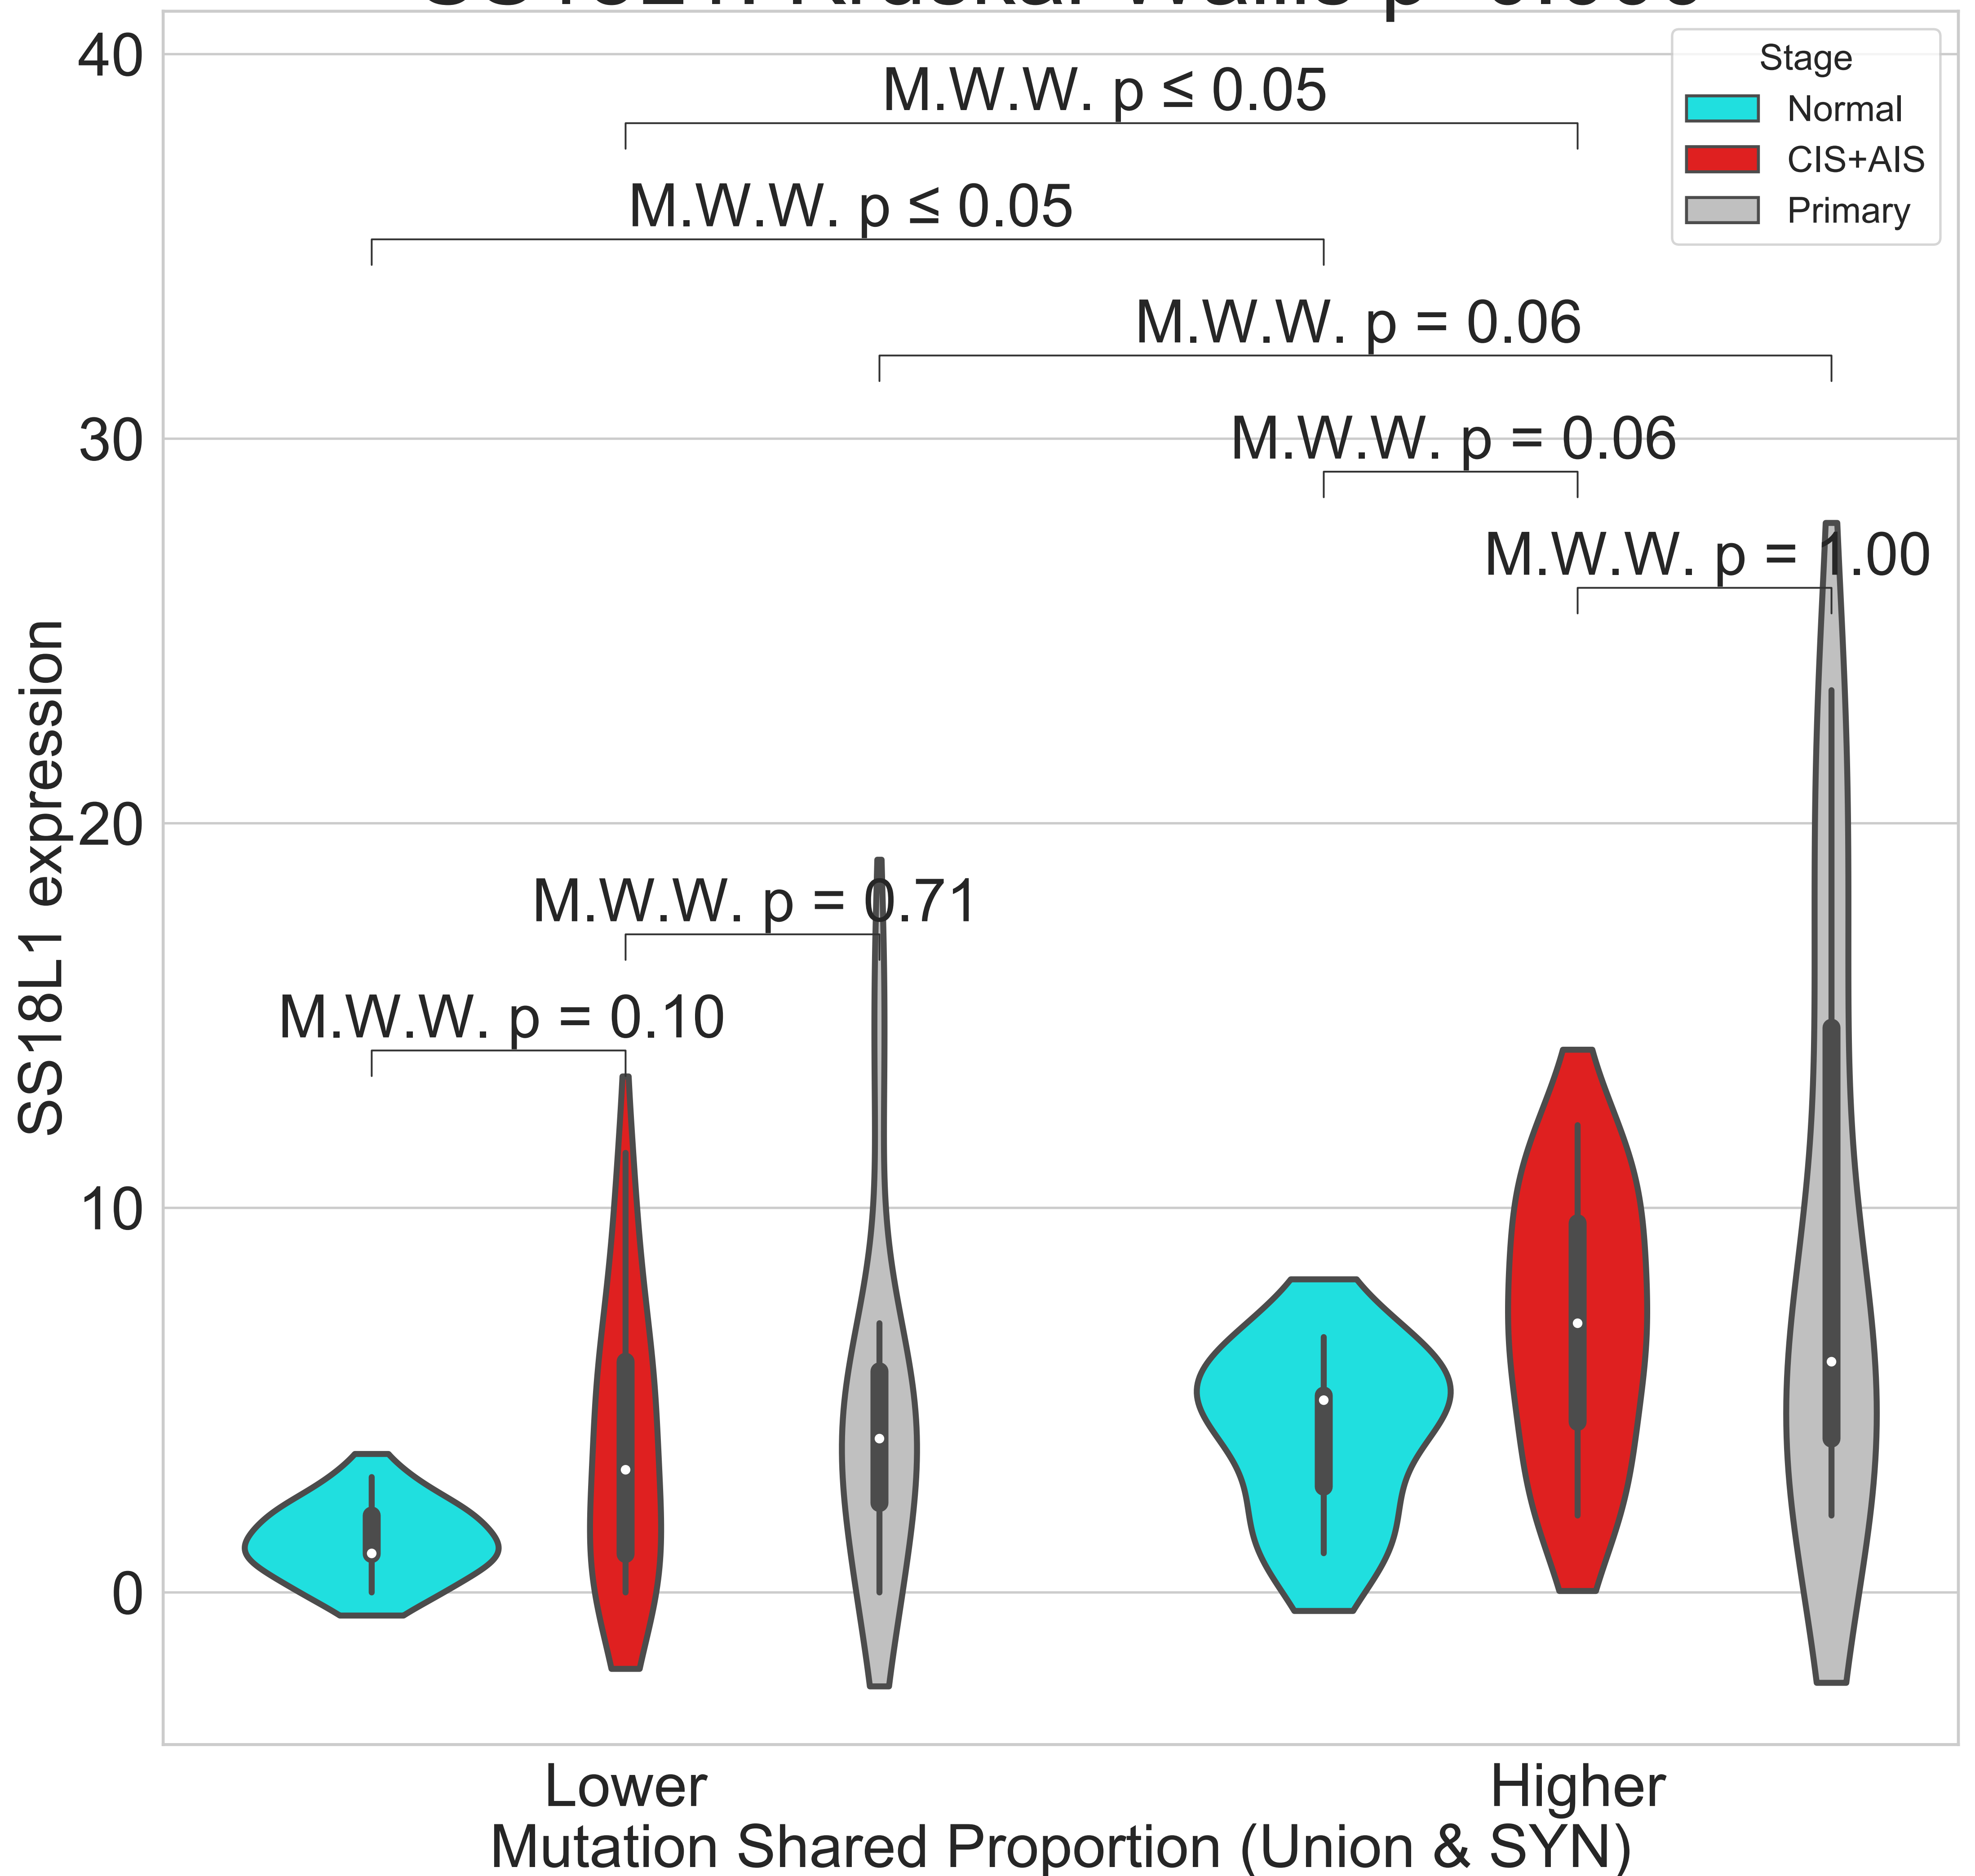 40
30
20
10
0
SS18L1 expression
Stage
Normal
CIS+AIS
Primary
M.W.W. p ≤ 0.05
M.W.W. p ≤ 0.05
M.W.W. p = 0.06
M.W.W. p = 0.06
M.W.W. p = 1.00
M.W.W. p = 0.71
M.W.W. p = 0.10
Lower
Higher
Mutation Shared Proportion (Union & SYN)